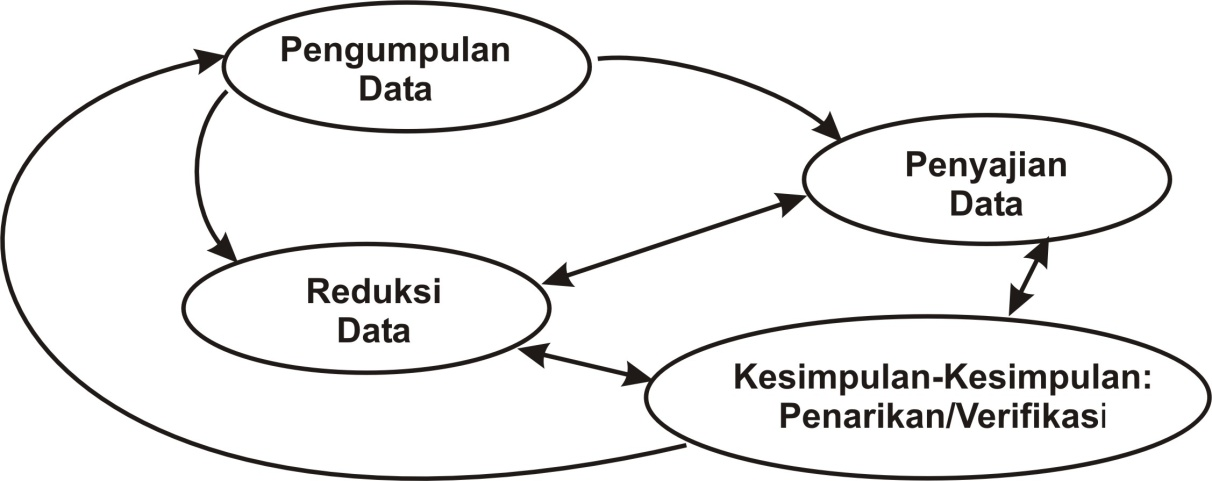 Pengumpulan
Data
Penyajian
Data
Reduksi
Data
Kesimpulan-Kesimpulan:
Penarikan/Verifikasi